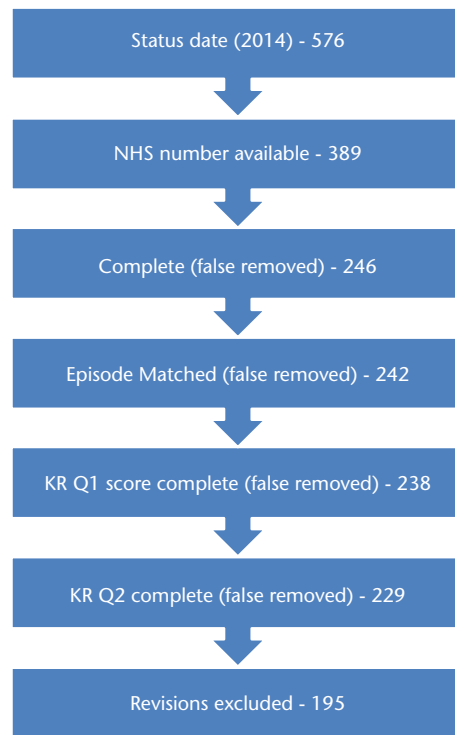 Status date (2014) - 576
NHS number available - 389
Complete (false removed) - 246
Episode Matched (false removed) - 242
KR Q1 score complete (false removed) - 238
KR Q2 complete (false removed) - 229
Revisions excluded - 195